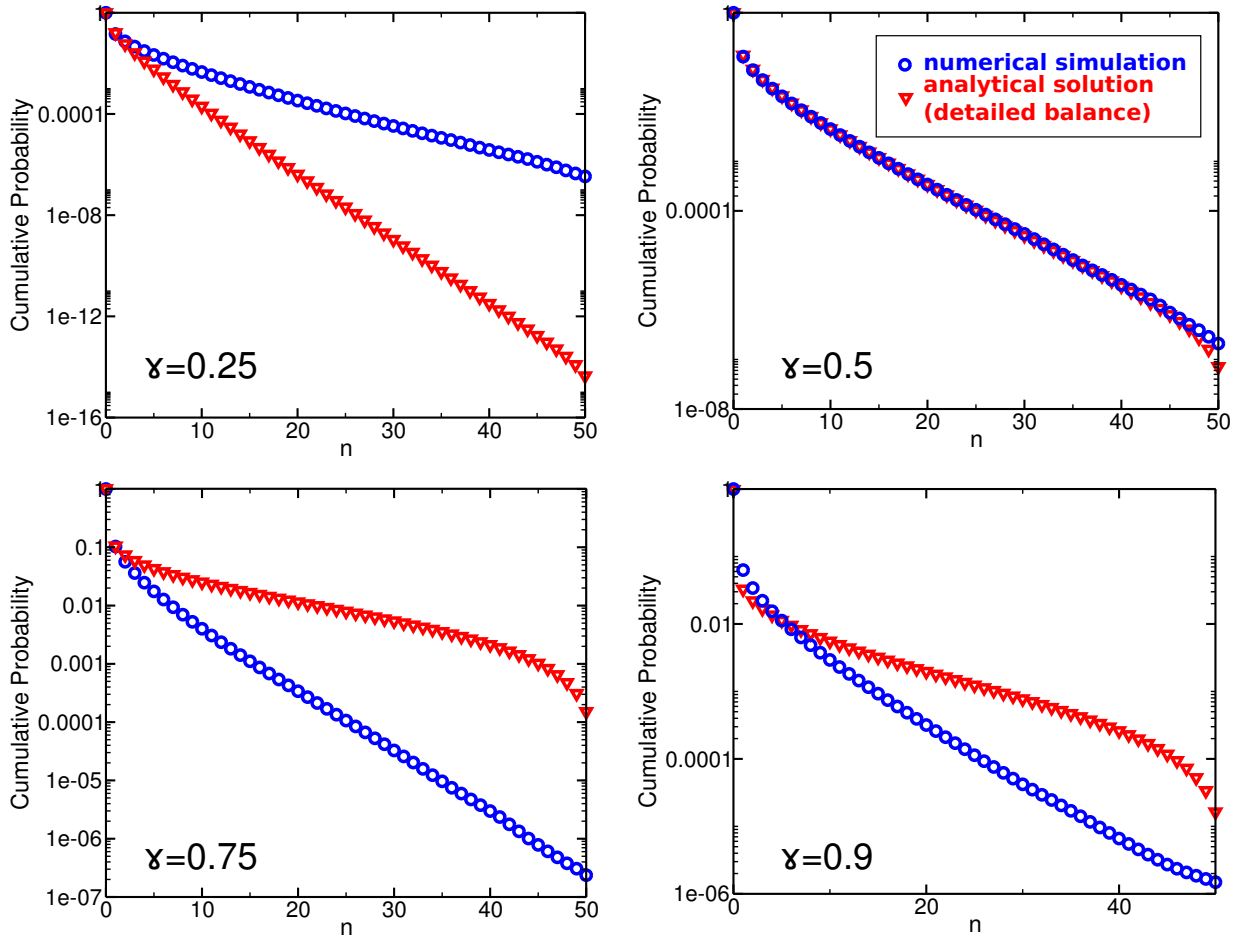 1
0.0001
1e-08
1e-12
1e-16
Cumulative Probability
0 10 20 30 40 50
n
ɣ=0.25
1
0.0001
1e-08
Cumulative Probability
numerical simulation
analytical solution
(detailed balance)
0 10 20 30 40 50
n
ɣ=0.5
1
0.1
0.01
0.001
0.0001
1e-05
1e-06
1e-07
Cumulative Probability
0 10 20 30 40 50
n
ɣ=0.75
1
0.01
0.0001
1e-06
Cumulative Probability
0 20 40
n
ɣ=0.9